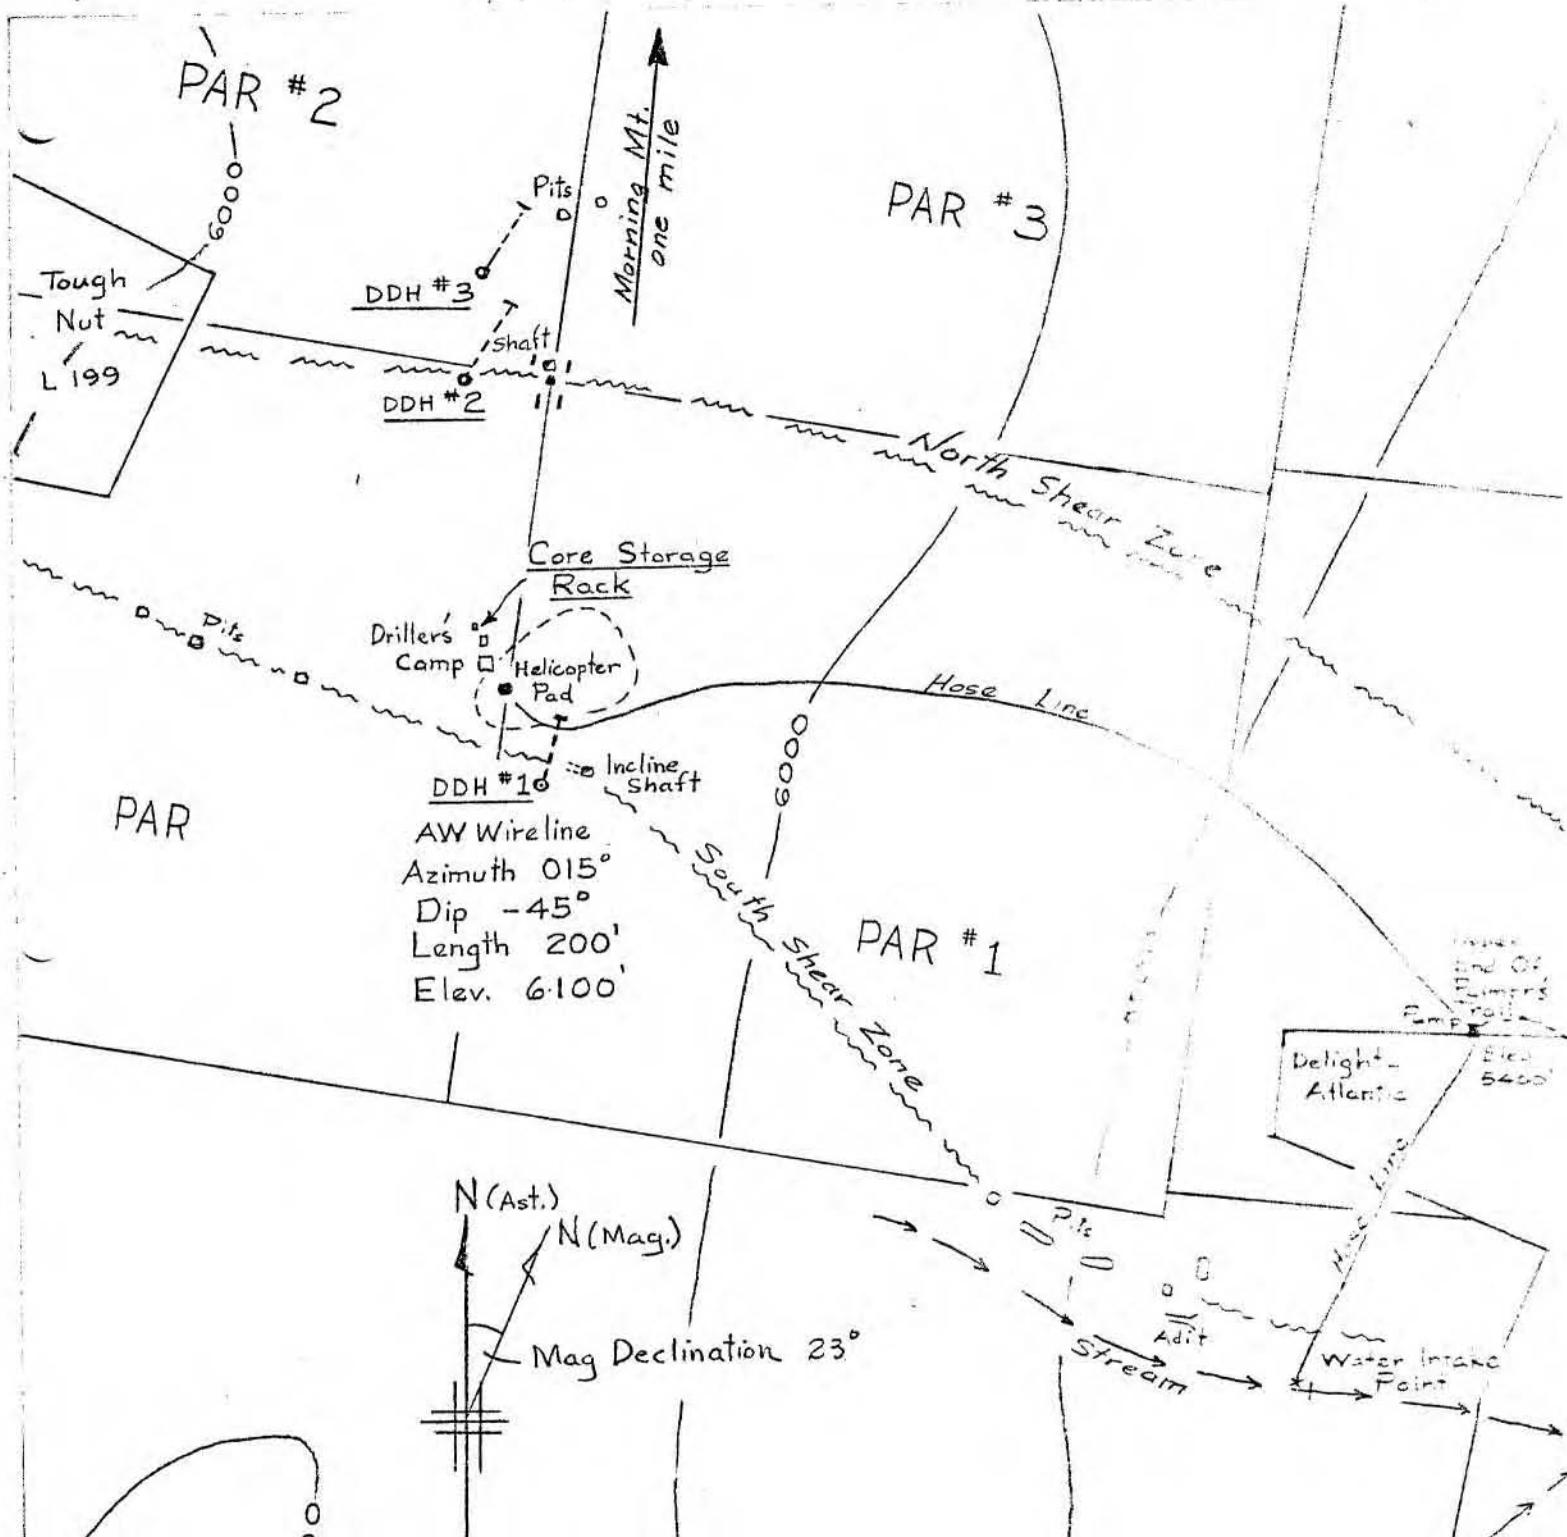 PAR #2
6000
Pits
Morning Mt.
one mile
PAR #3
Tough
Nut
L 199
DDH #3
Shaft
DDH #2
North Shear Zone
Core Storage
Rack
Pits
Driller's
Camp
Helicopter
Pad
Hose Line
6000
Incline
Shaft
DDH #1
AW Wireline
Azimuth 015°
Dip -45°
Length 200'
Elev. 6100'
PAR
South Shear Zone
PAR #1
End Of
Pump
Delight-
Atlantic
Elev
Hose Line
N (Ast.)
N (Mag.)
Mag Declination 23°
Pits
Adit
Stream
Water Intake
Point